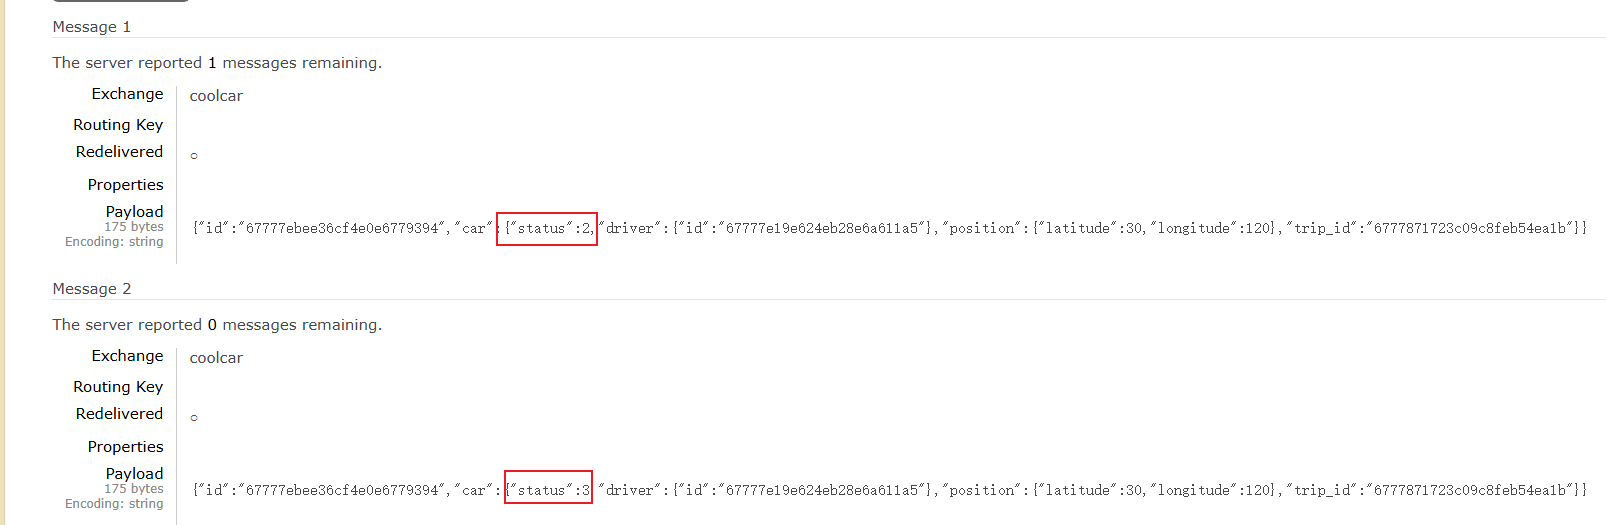 Message 1
The server reported 1 messages remaining.
Exchange coolcar
Routing Key
Redelivered ○
Properties
Payload
175 bytes
Encoding: string
{"id":"67777ebee36cf4e0e6779394","car":{"status":2,"driver":{"id":"67777e19e624eb28e6a611a5"},"position":{"latitude":30,"longitude":120},"trip_id":"6777871723c09c8feb54ea1b"}}
Message 2
The server reported 0 messages remaining.
Exchange coolcar
Routing Key
Redelivered ○
Properties
Payload
175 bytes
Encoding: string
{"id":"67777ebee36cf4e0e6779394","car":{"status":3 "driver":{"id":"67777e19e624eb28e6a611a5"},"position":{"latitude":30,"longitude":120},"trip_id":"6777871723c09c8feb54ea1b"}}